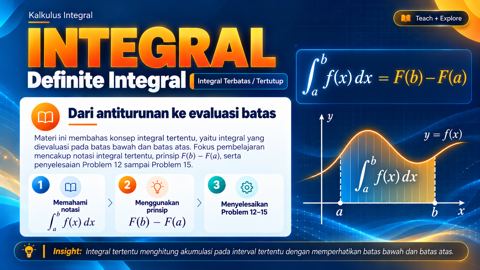 Kalkulus Integral
Teach + Explore
INTEGRAL
Definite Integral
Integral Terbatas / Tertutup
∫_a^b f(x) dx = F(b) – F(a)
Dari antiturunan ke evaluasi batas
Materi ini membahas konsep integral tertentu, yaitu integral yang
dievaluasi pada batas bawah dan batas atas. Fokus pembelajaran
mencakup notasi integral tertentu, prinsip F(b) – F(a), serta
penyelesaian Problem 12 sampai Problem 15.
1
Memahami
notasi
∫_a^b f(x) dx
2
Menggunakan
prinsip
F(b) – F(a)
3
Menyelesaikan
Problem 12–15
y
y = f(x)
∫_a^b f(x) dx
a
b
x
Insight: Integral tertentu menghitung akumulasi pada interval tertentu dengan memperhatikan batas bawah dan batas atas.